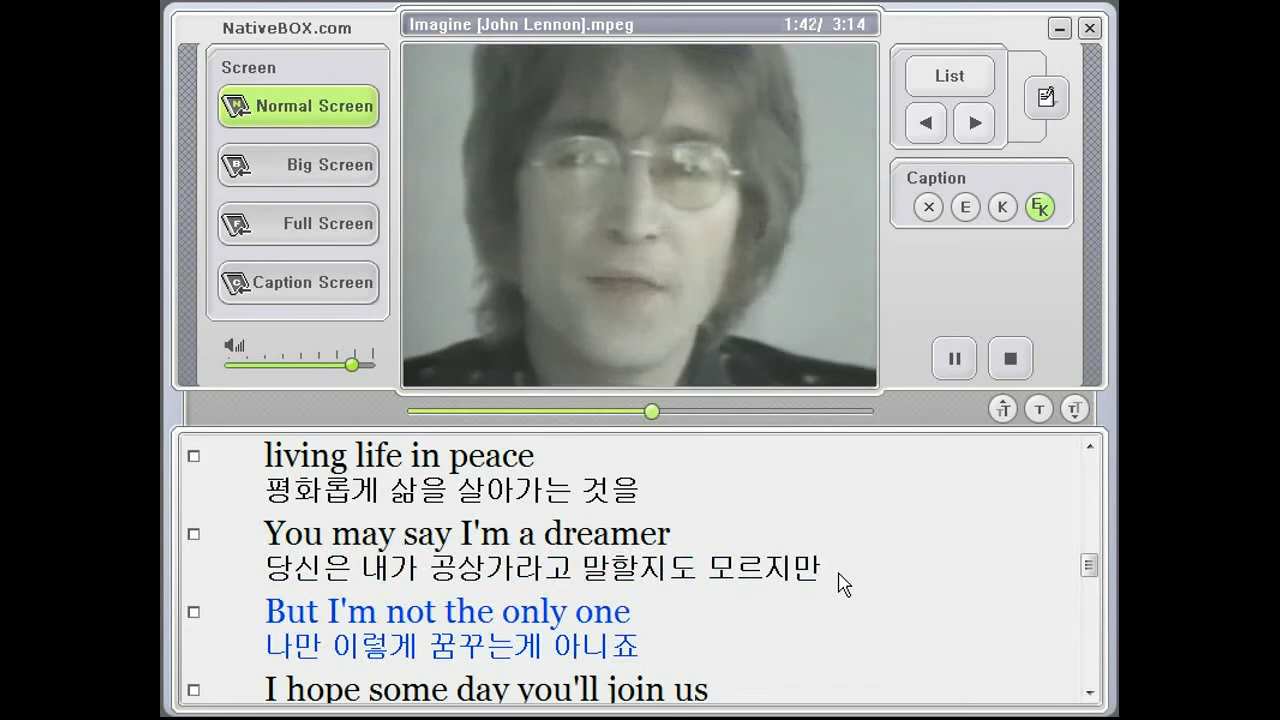 NativeBOX.com
Imagine [John Lennon].mpeg 1:42/ 3:14
Screen
Normal Screen
Big Screen
Full Screen
Caption Screen
List
Caption
X E K EK
T T T
living life in peace
평화롭게 삶을 살아가는 것을
You may say I'm a dreamer
당신은 내가 공상가라고 말할지도 모르지만
But I'm not the only one
나만 이렇게 꿈꾸는게 아니죠
I hope some day you'll join us